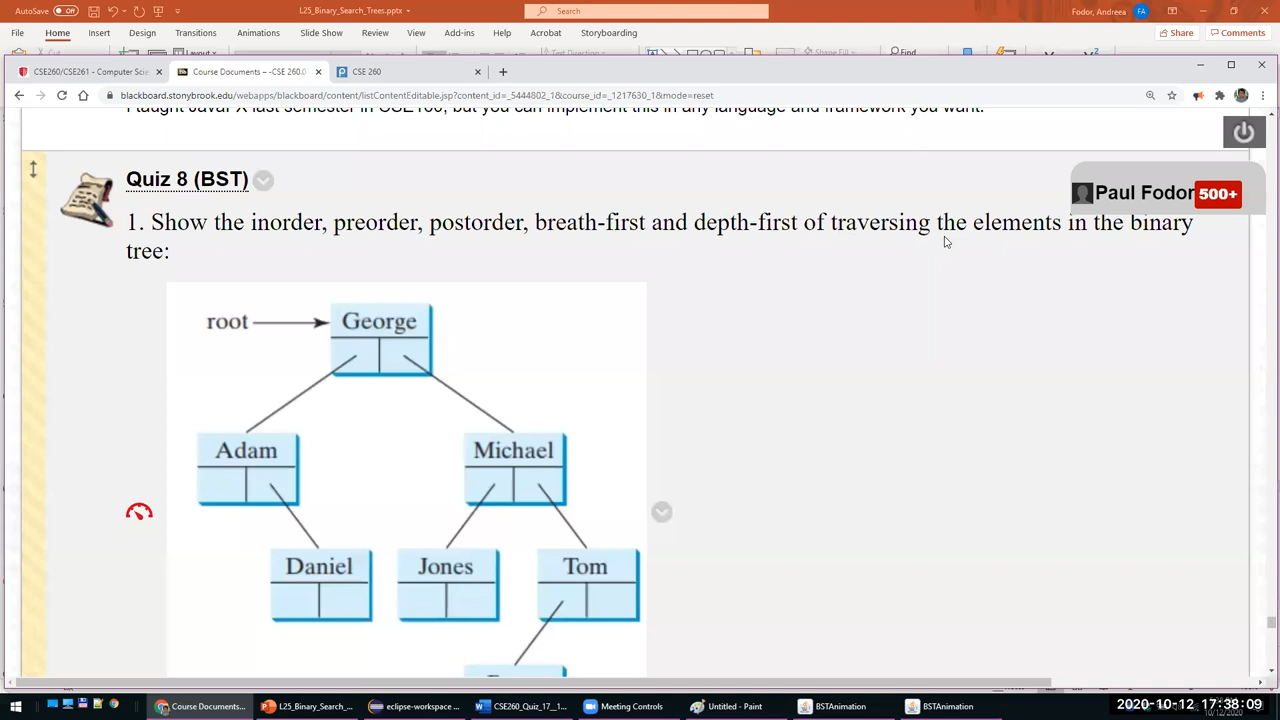 AutoSave Off L25_Binary_Search_Trees.pptx Search Fodor, Andreea FA
File Home Insert Design Transitions Animations Slide Show Review View Add-ins Help Acrobat Storyboarding Share Comments
CSE260/CSE261 - Computer Scie Course Documents – -CSE 260.0 CSE 260
blackboard.stonybrook.edu/webapps/blackboard/content/listContentEditable.jsp?content_id=_5444802_1&course_id=_1217630_1&mode=reset
Quiz 8 (BST)
Paul Fodor 500+
1. Show the inorder, preorder, postorder, breath-first and depth-first of traversing the elements in the binary
tree:
root George
Adam Michael
Daniel Jones Tom
Course Documents... L25_Binary_Search_... eclipse-workspace ... CSE260_Quiz_17__1... Meeting Controls Untitled - Paint BSTAnimation BSTAnimation 2020-10-12 17:38:09